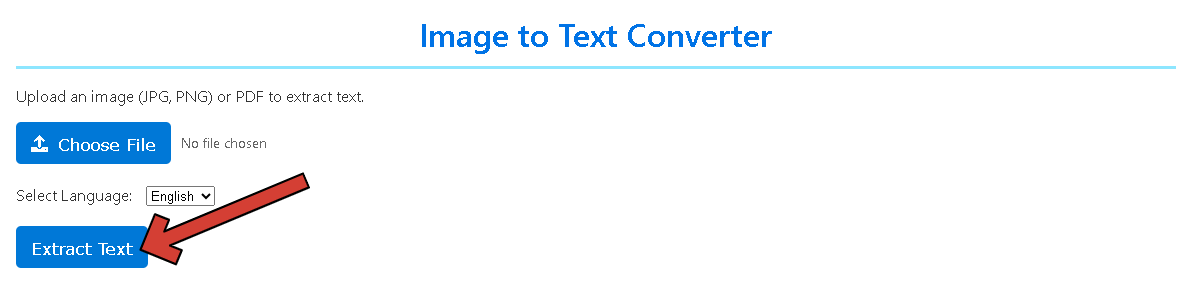 Image to Text Converter
Upload an image (JPG, PNG) or PDF to extract text.
Choose File No file chosen
Select Language: English
Extract Text